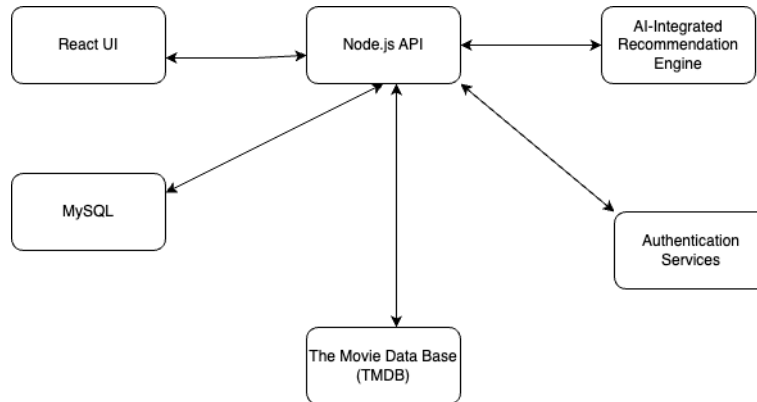 React UI
Node.js API
AI-Integrated
Recommendation
Engine
MySQL
Authentication
Services
The Movie Data Base
(TMDB)